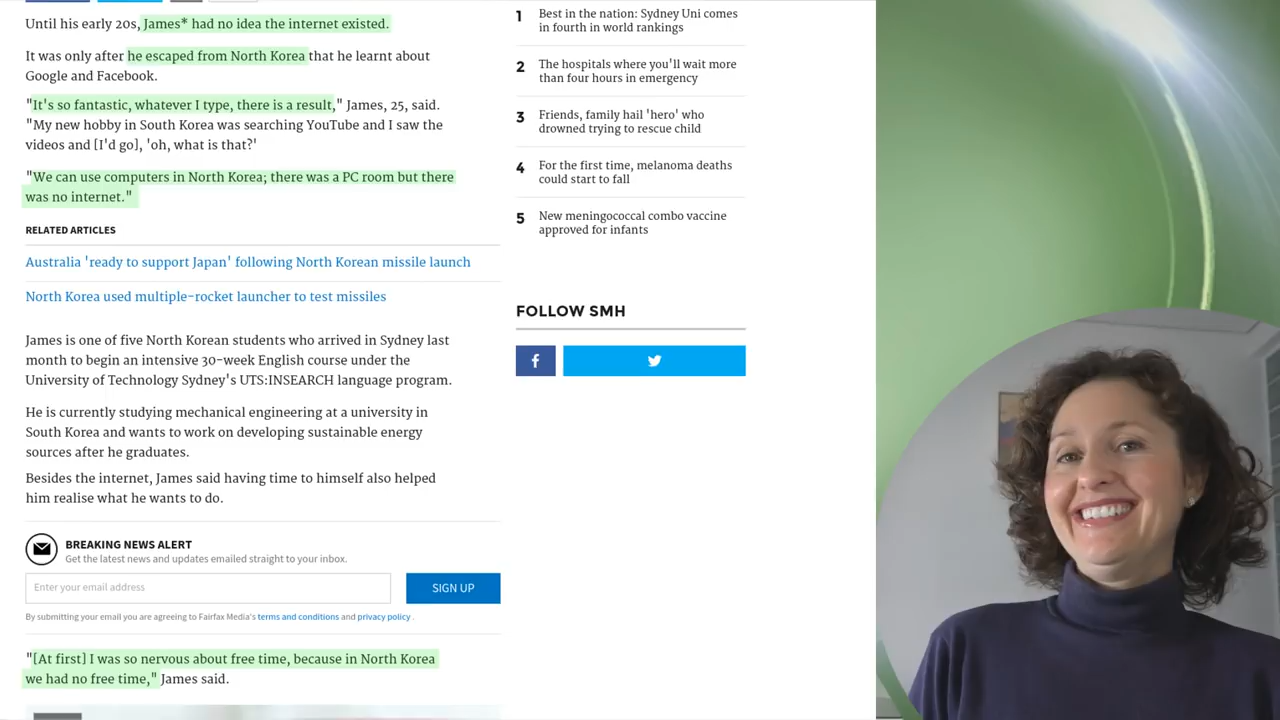 Until his early 20s, James* had no idea the internet existed.
It was only after he escaped from North Korea that he learnt about
Google and Facebook.
"It's so fantastic, whatever I type, there is a result," James, 25, said.
"My new hobby in South Korea was searching YouTube and I saw the
videos and [I'd go], 'oh, what is that?'
"We can use computers in North Korea; there was a PC room but there
was no internet."
RELATED ARTICLES
Australia 'ready to support Japan' following North Korean missile launch
North Korea used multiple-rocket launcher to test missiles
James is one of five North Korean students who arrived in Sydney last
month to begin an intensive 30-week English course under the
University of Technology Sydney's UTS:INSEARCH language program.
He is currently studying mechanical engineering at a university in
South Korea and wants to work on developing sustainable energy
sources after he graduates.
Besides the internet, James said having time to himself also helped
him realise what he wants to do.
BREAKING NEWS ALERT
Get the latest news and updates emailed straight to your inbox.
Enter your email address
SIGN UP
By submitting your email you are agreeing to Fairfax Media's terms and conditions and privacy policy .
"[At first] I was so nervous about free time, because in North Korea
we had no free time," James said.
1 Best in the nation: Sydney Uni comes
in fourth in world rankings
2 The hospitals where you'll wait more
than four hours in emergency
3 Friends, family hail 'hero' who
drowned trying to rescue child
4 For the first time, melanoma deaths
could start to fall
5 New meningococcal combo vaccine
approved for infants
FOLLOW SMH